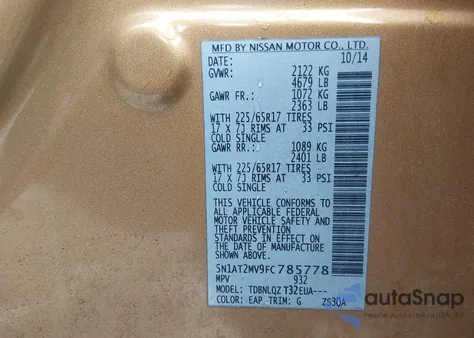 MFD BY NISSAN MOTOR CO., LTD.
DATE: 10/14
GVWR: 2122 KG
4679 LB
GAWR FR.: 1072 KG
2363 LB
WITH 225/65R17 TIRES
17 X 7J RIMS AT 33 PSI
COLD SINGLE
GAWR RR.: 1089 KG
2401 LB
WITH 225/65R17 TIRES
17 X 7J RIMS AT 33 PSI
COLD SINGLE
THIS VEHICLE CONFORMS TO
ALL APPLICABLE FEDERAL
MOTOR VEHICLE SAFETY AND
THEFT PREVENTION
STANDARDS IN EFFECT ON
THE DATE OF MANUFACTURE
SHOWN ABOVE.
5N1AT2MV9FC785778
MPV 932
MODEL: TDBNLQZ T32EUA---
COLOR: EAP TRIM: G
autaSnap